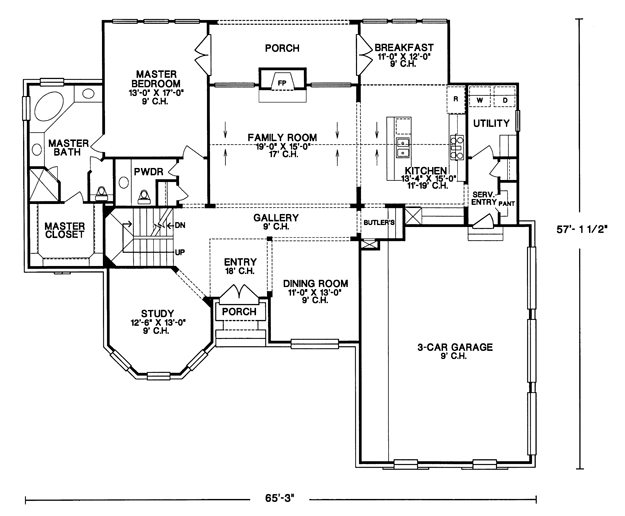 PORCH
BREAKFAST
11'-0" X 12'-0"
9' C.H.
MASTER
BEDROOM
13'-0" X 17'-0"
9' C.H.
FP
R
W D
UTILITY
MASTER
BATH
FAMILY ROOM
19'-0" X 15'-0"
17' C.H.
KITCHEN
13'-4" X 15'-0"
11'-19' C.H.
PWDR
SERV.
ENTRY
PANT
MASTER
CLOSET
DN
UP
GALLERY
9' C.H.
BUTLER'S
57'- 1 1/2"
ENTRY
18' C.H.
DINING ROOM
11'-0" X 13'-0"
9' C.H.
STUDY
12'-6" X 13'-0"
9' C.H.
PORCH
3-CAR GARAGE
9' C.H.
65'-3"